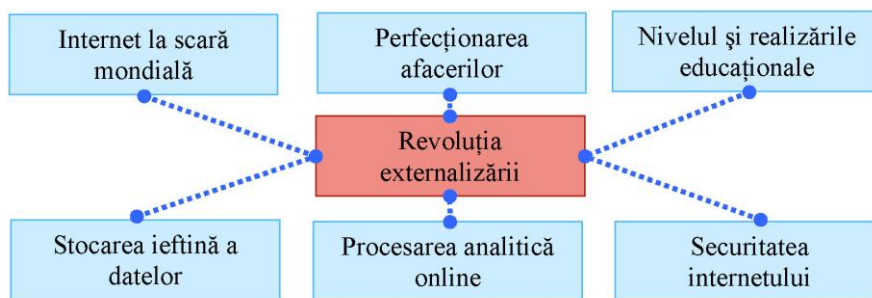 Internet la scară
mondială
Perfecționarea
afacerilor
Nivelul şi realizările
educaționale
Revoluția
externalizării
Stocarea ieftină a
datelor
Procesarea analitică
online
Securitatea
internetului